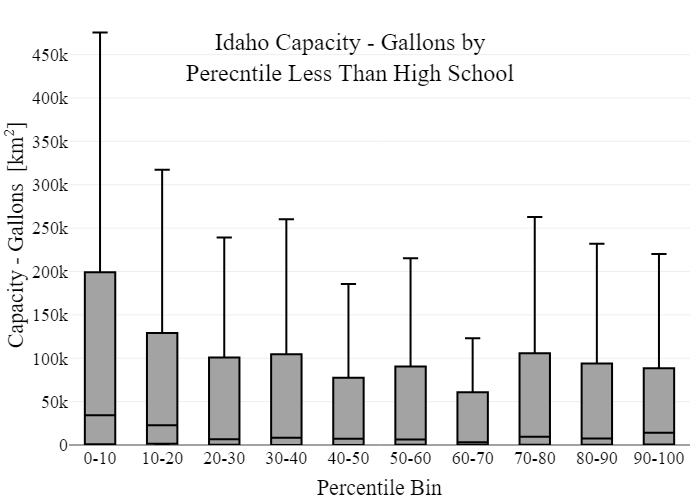 Idaho Capacity - Gallons by
Perecntile Less Than High School
Capacity - Gallons [km²]
450k
400k
350k
300k
250k
200k
150k
100k
50k
0
0-10 10-20 20-30 30-40 40-50 50-60 60-70 70-80 80-90 90-100
Percentile Bin